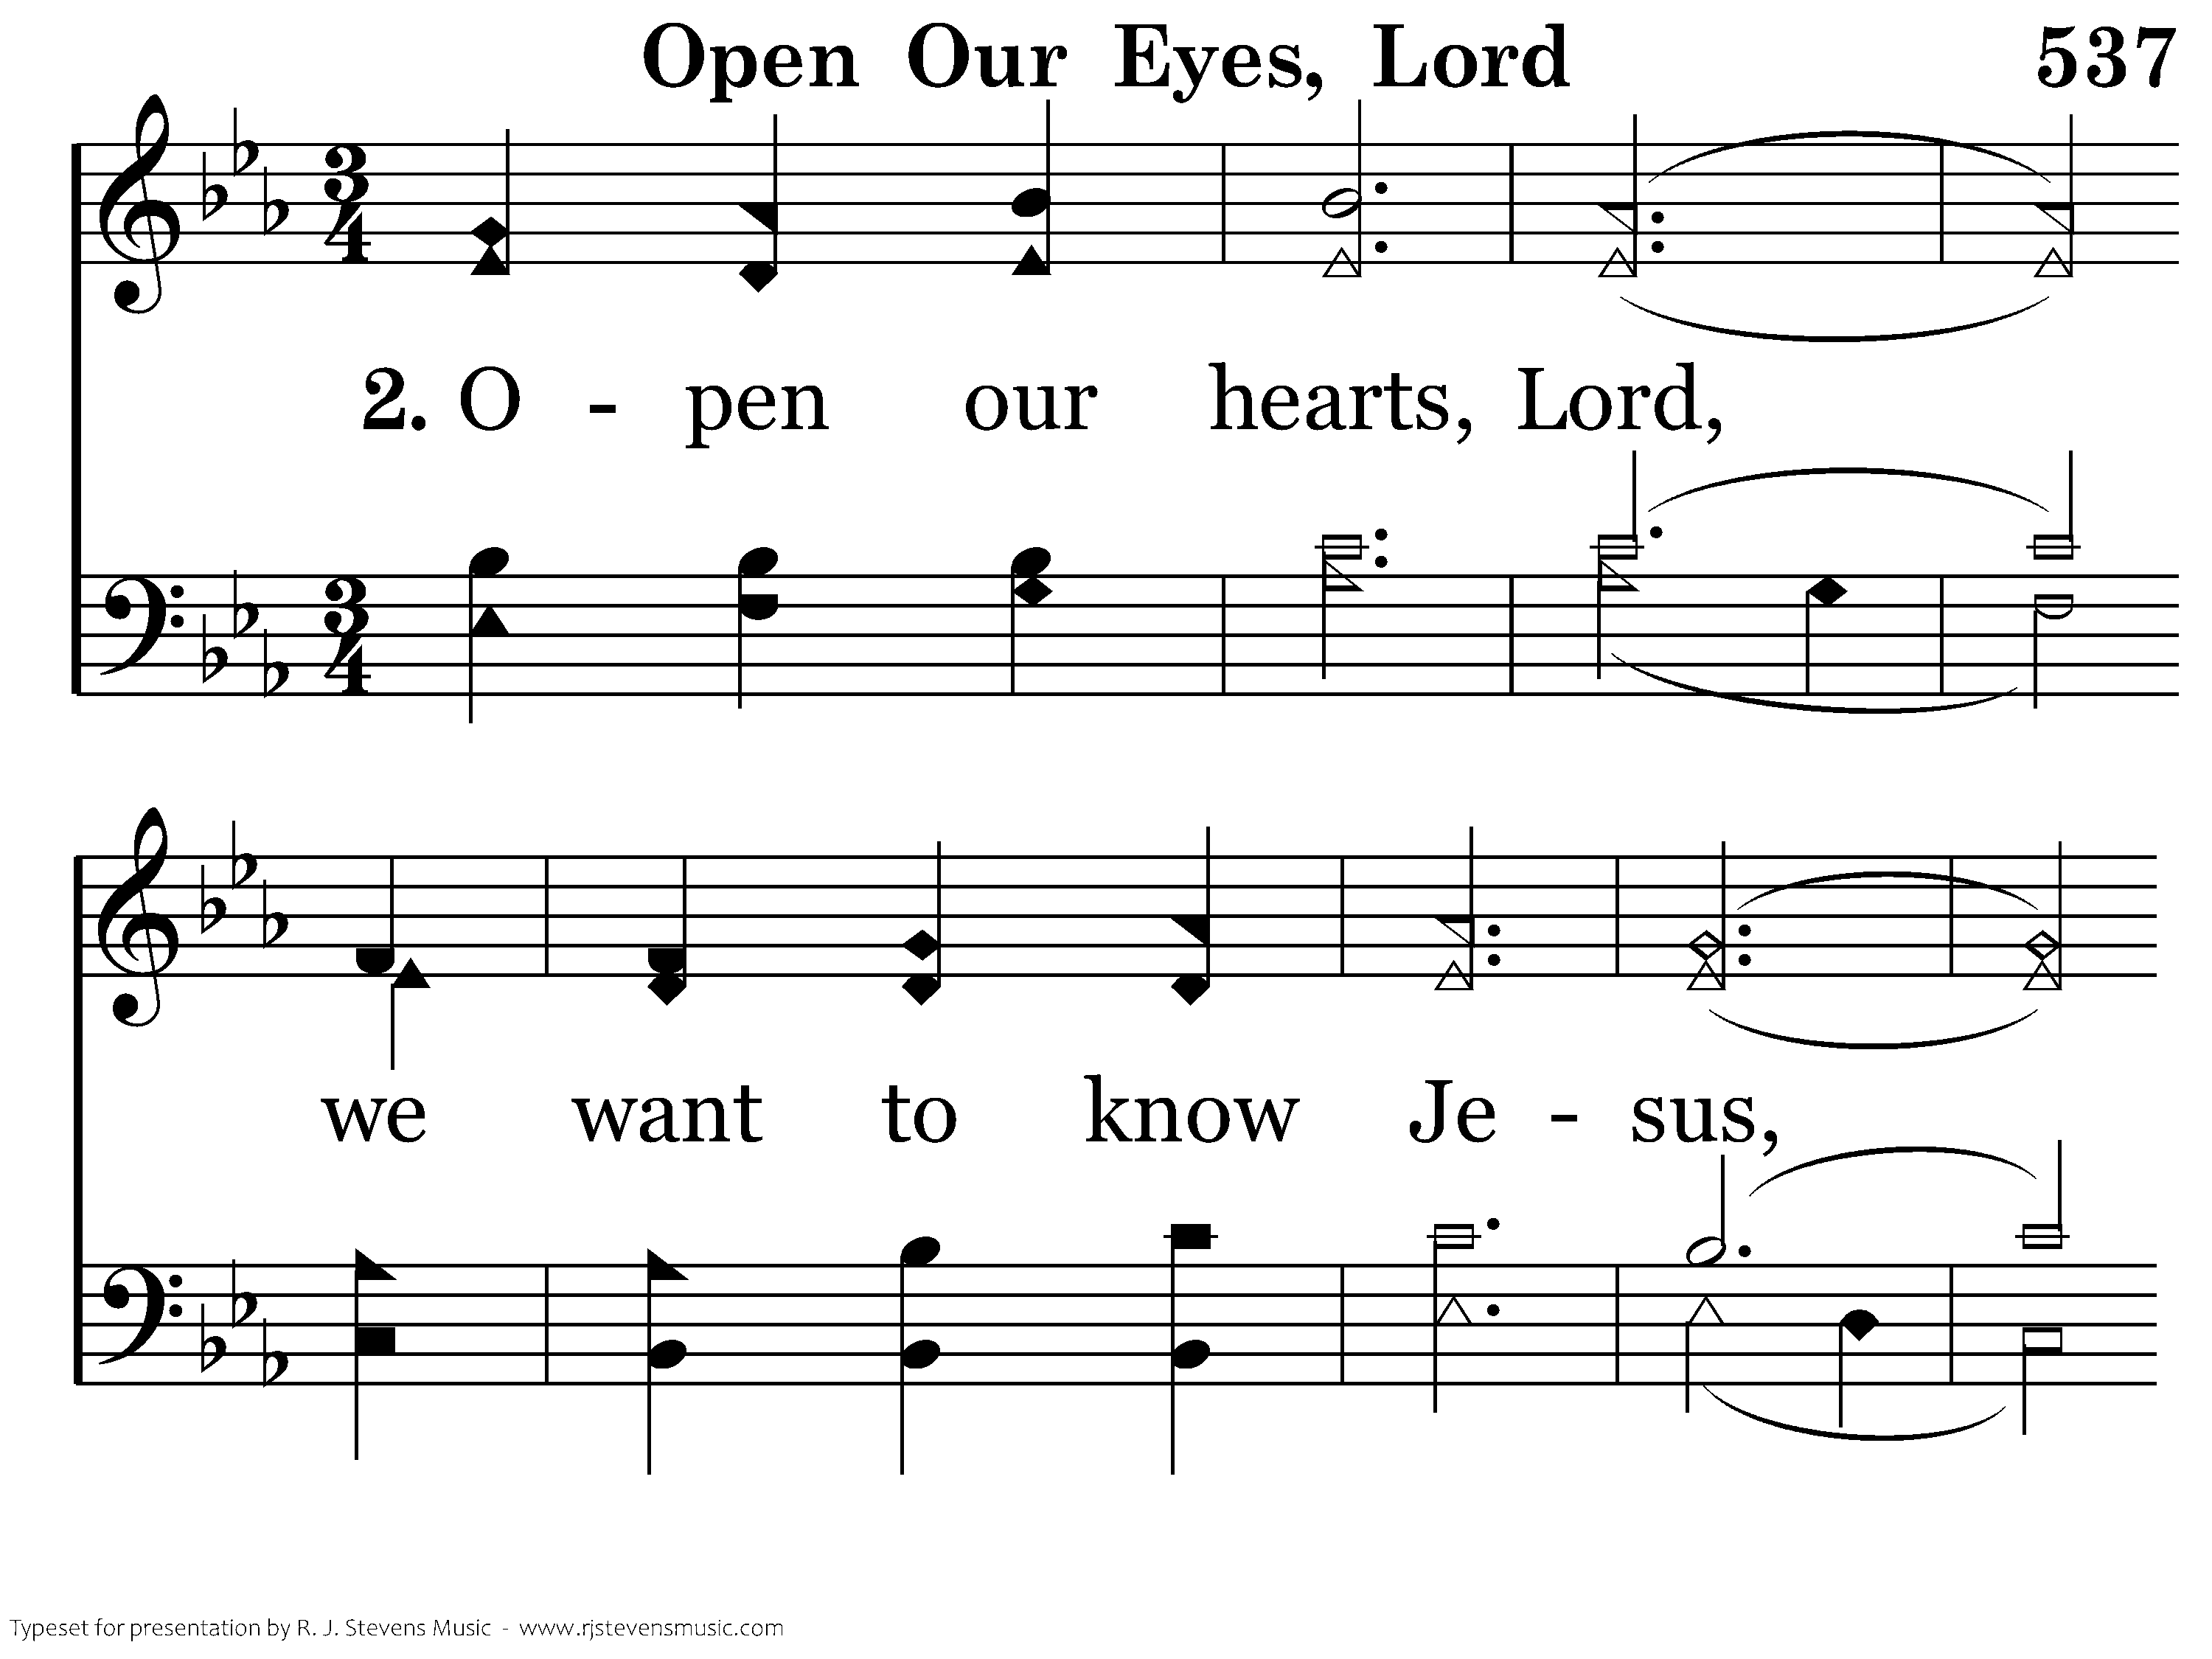 Open Our Eyes, Lord 537
2. O - pen our hearts, Lord,
we want to know Je - sus,
Typeset for presentation by R. J. Stevens Music - www.rjstevensmusic.com